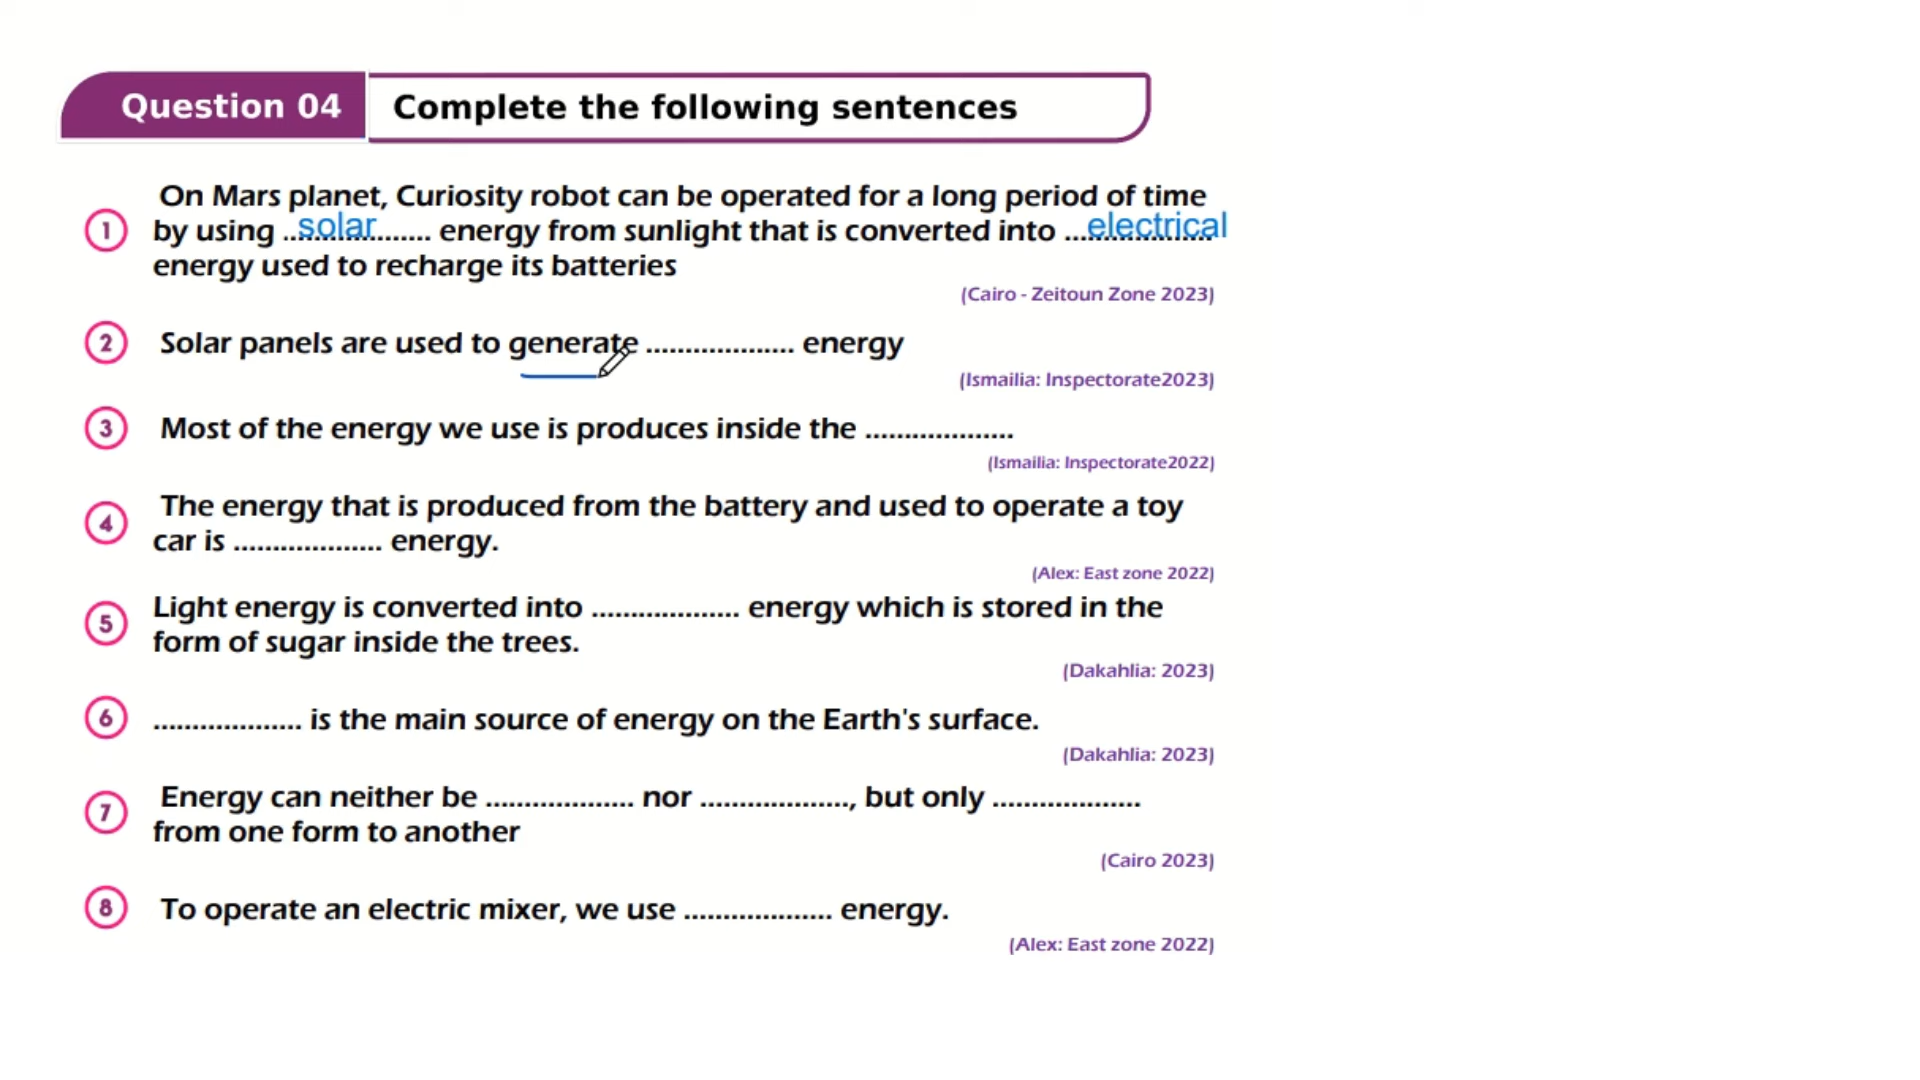 Question 04 Complete the following sentences
1 On Mars planet, Curiosity robot can be operated for a long period of time
by using ...solar....... energy from sunlight that is converted into ...electrical
energy used to recharge its batteries
(Cairo - Zeitoun Zone 2023)
2 Solar panels are used to generate ................... energy
(Ismailia: Inspectorate2023)
3 Most of the energy we use is produces inside the ...................
(Ismailia: Inspectorate2022)
4 The energy that is produced from the battery and used to operate a toy
car is ................... energy.
(Alex: East zone 2022)
5 Light energy is converted into ................... energy which is stored in the
form of sugar inside the trees.
(Dakahlia: 2023)
6 ................... is the main source of energy on the Earth's surface.
(Dakahlia: 2023)
7 Energy can neither be ................... nor ..................., but only ...................
from one form to another
(Cairo 2023)
8 To operate an electric mixer, we use ................... energy.
(Alex: East zone 2022)